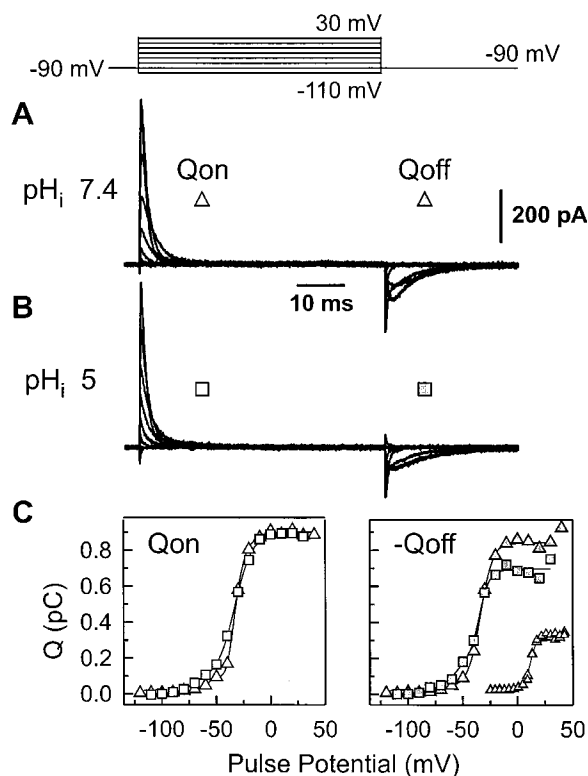 30 mV
-90 mV
-90 mV
-110 mV
A
pHi 7.4
Qon
Qoff
200 pA
10 ms
B
pHi 5
C
Qon
-Qoff
Q (pC)
0.8
0.6
0.4
0.2
0.0
-100 -50 0 50
-100 -50 0 50
Pulse Potential (mV)